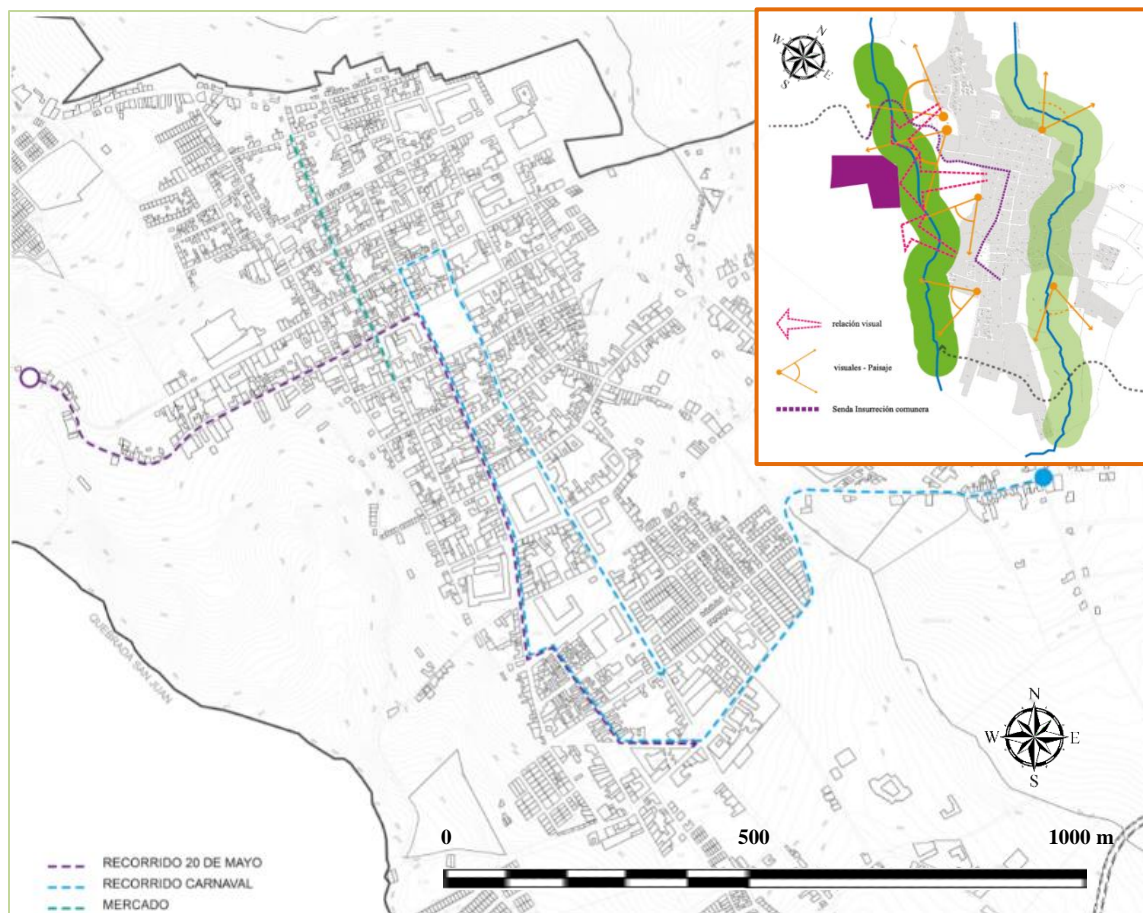 N
W
E
S
relación visual
visuales - Paisaje
Senda Insurreción comunera
QUEBRADA SAN JUAN
N
W
E
S
0
500
1000 m
RECORRIDO 20 DE MAYO
RECORRIDO CARNAVAL
MERCADO